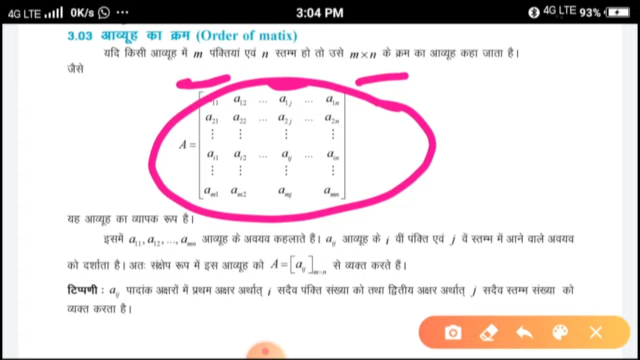 4G LTE 0K/s 3:04 PM 4G LTE 93%
3.03 आव्यूह का क्रम (Order of matix)
यदि किसी आव्यूह में m पंक्तियां एवं n स्तम्भ हो तो उसे m×n के क्रम का आव्यूह कहा जाता है।
जैसे
11 a12 ... a1j ... a1n
a21 a22 ... a2j ... a2n
⋮ ⋮ ⋮ ⋮
A = ai1 ai2 ... aij ... ain
⋮ ⋮ ⋮ ⋮
am1 am2 amj amn
यह आव्यूह का व्यापक रूप है।
इसमें a11, a12, ..., amn आव्यूह के अवयव कहलाते हैं। aij आव्यूह के i वीं पंक्ति एवं j वें स्तम्भ में आने वाले अवयव
को दर्शाता है। अतः संक्षेप रूप में इस आव्यूह को A = [aij]m×n से व्यक्त करते हैं।
टिप्पणी : aij पादांक अक्षरों में प्रथम अक्षर अर्थात् i सदैव पंक्ति संख्या को तथा द्वितीय अक्षर अर्थात् j सदैव स्तम्भ संख्या को
व्यक्त करता है।